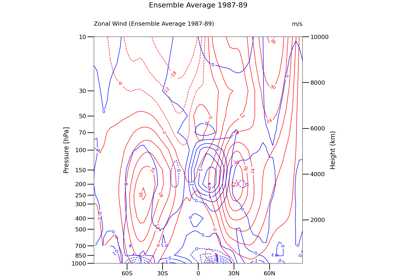 Ensemble Average 1987-89
Zonal Wind (Ensemble Average 1987-89) m/s
10 10000
30 8000
50
70 6000
100
150 4000
200
250
300
400 2000
500
700
850
1000
Pressure [hPa]
Height (km)
60S 30S 0 30N 60N